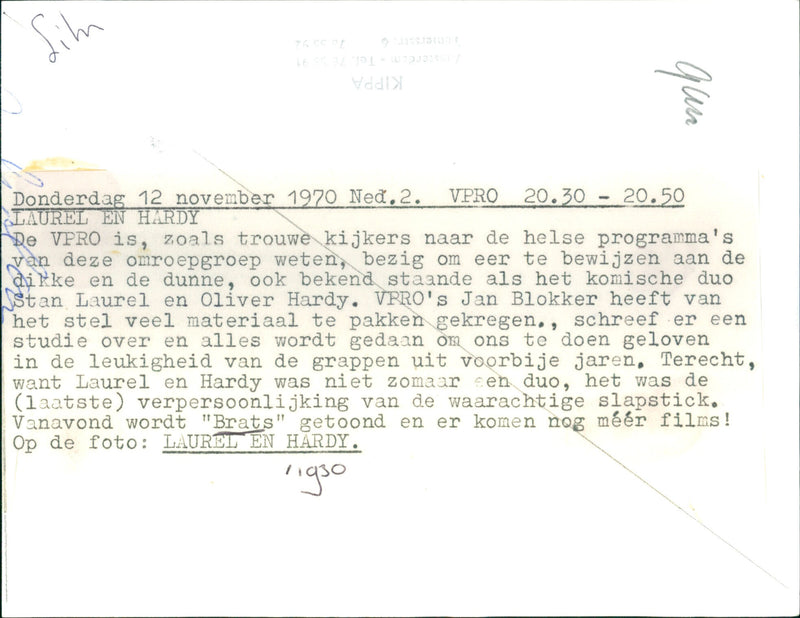 Donderdag 12 november 1970 Ned.2. VPRO 20.30 - 20.50
LAUREL EN HARDY
De VPRO is, zoals trouwe kijkers naar de helse programma's
van deze omroepgroep weten, bezig om eer te bewijzen aan de
dikke en de dunne, ook bekend staande als het komische duo
Stan Laurel en Oliver Hardy. VPRO's Jan Blokker heeft van
het stel veel materiaal te pakken gekregen., schreef er een
studie over en alles wordt gedaan om ons te doen geloven
in de leukigheid van de grappen uit voorbije jaren. Terecht,
want Laurel en Hardy was niet zomaar een duo, het was de
(laatste) verpersoonlijking van de waarachtige slapstick.
Vanavond wordt "Brats" getoond en er komen nog méér films!
Op de foto: LAUREL EN HARDY.
1930
KIPPA